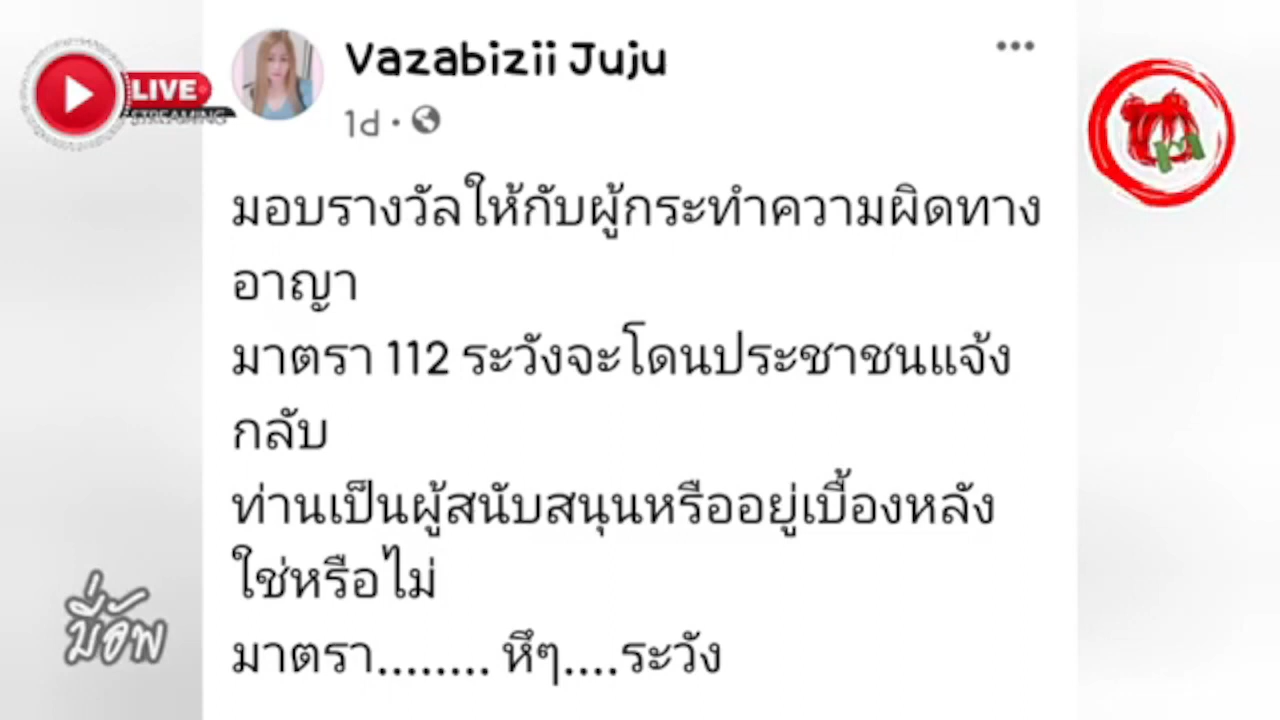 LIVE
STREAMING
Vazabizii Juju
1d
มอบรางวัลให้กับผู้กระทำความผิดทาง
อาญา
มาตรา 112 ระวังจะโดนประชาชนแจ้ง
กลับ
ท่านเป็นผู้สนับสนุนหรืออยู่เบื้องหลัง
ใช่หรือไม่
มาตรา........ หึๆ....ระวัง